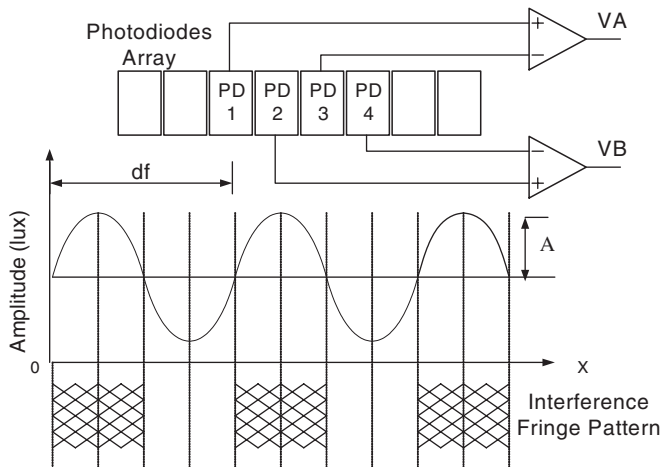 Photodiodes
Array
VA
+
−
PD
1
PD
2
PD
3
PD
4
VB
−
+
df
A
Amplitude (lux)
0
X
Interference
Fringe Pattern